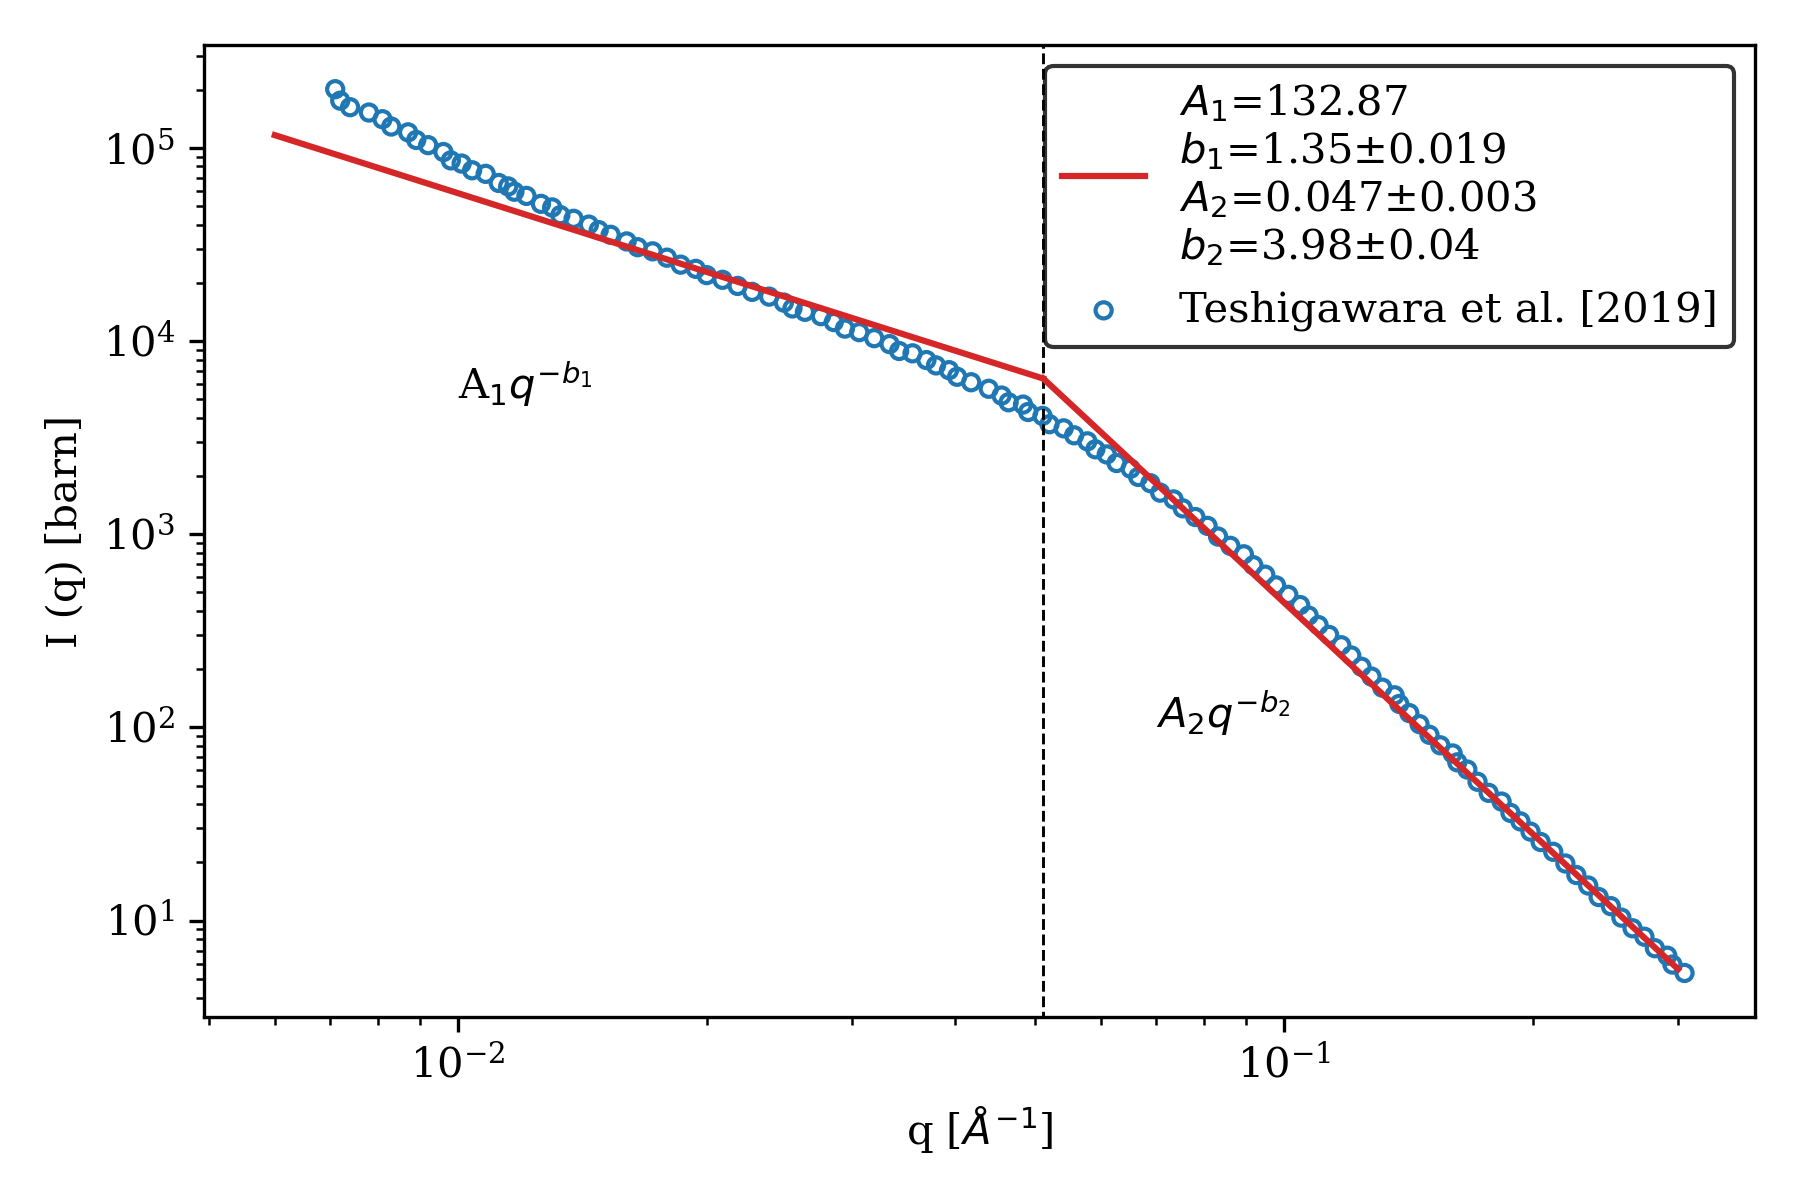 A₁=132.87
b₁=1.35±0.019
A₂=0.047±0.003
b₂=3.98±0.04
Teshigawara et al. [2019]
10⁵
10⁴
10³
10²
10¹
I (q) [barn]
A₁q⁻ᵇ¹
A₂q⁻ᵇ²
10⁻²
10⁻¹
q [Å⁻¹]